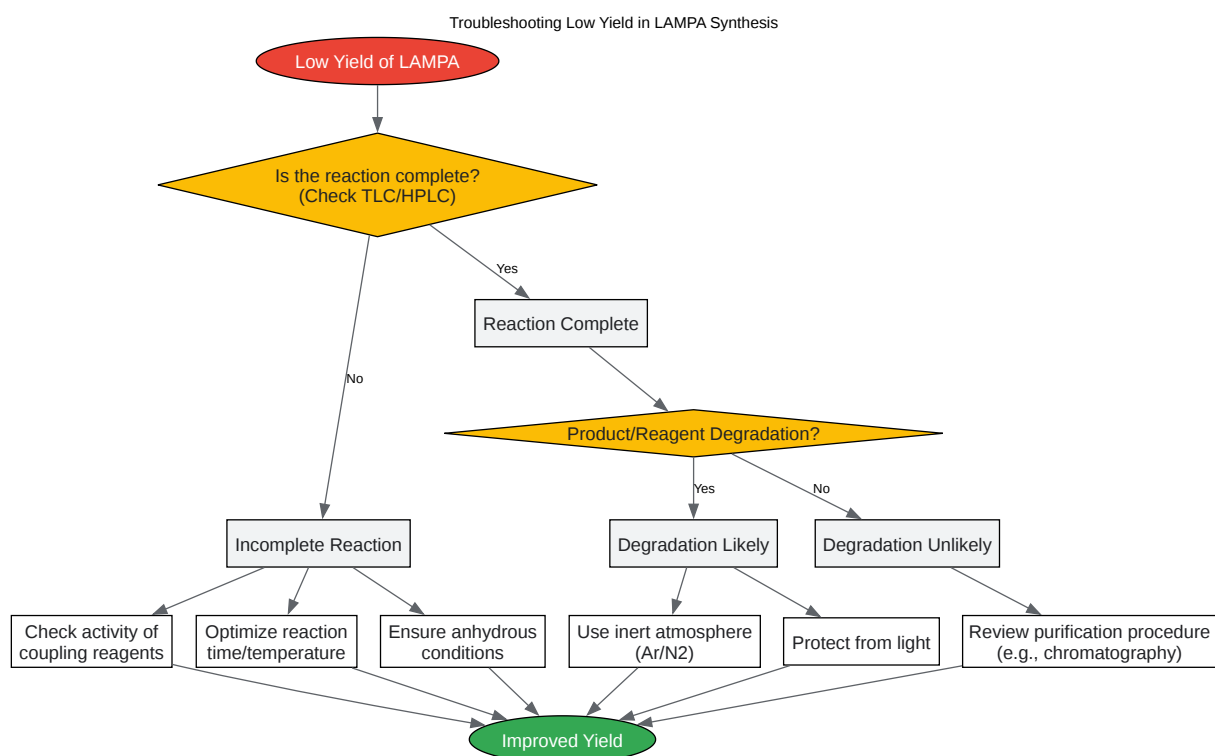 Troubleshooting Low Yield in LAMPA Synthesis
Low Yield of LAMPA
Is the reaction complete?
(Check TLC/HPLC)
Yes
Reaction Complete
No
Product/Reagent Degradation?
Yes
No
Incomplete Reaction
Degradation Likely
Degradation Unlikely
Check activity of
coupling reagents
Optimize reaction
time/temperature
Ensure anhydrous
conditions
Use inert atmosphere
(Ar/N2)
Protect from light
Review purification procedure
(e.g., chromatography)
Improved Yield